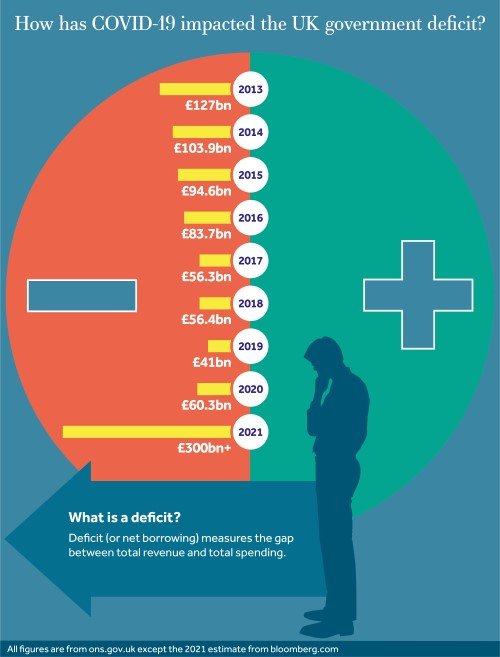 How has COVID-19 impacted the UK government deficit?
2013
£127bn
2014
£103.9bn
2015
£94.6bn
2016
£83.7bn
2017
£56.3bn
2018
£56.4bn
2019
£41bn
2020
£60.3bn
2021
£300bn+
What is a deficit?
Deficit (or net borrowing) measures the gap
between total revenue and total spending.
All figures are from ons.gov.uk except the 2021 estimate from bloomberg.com